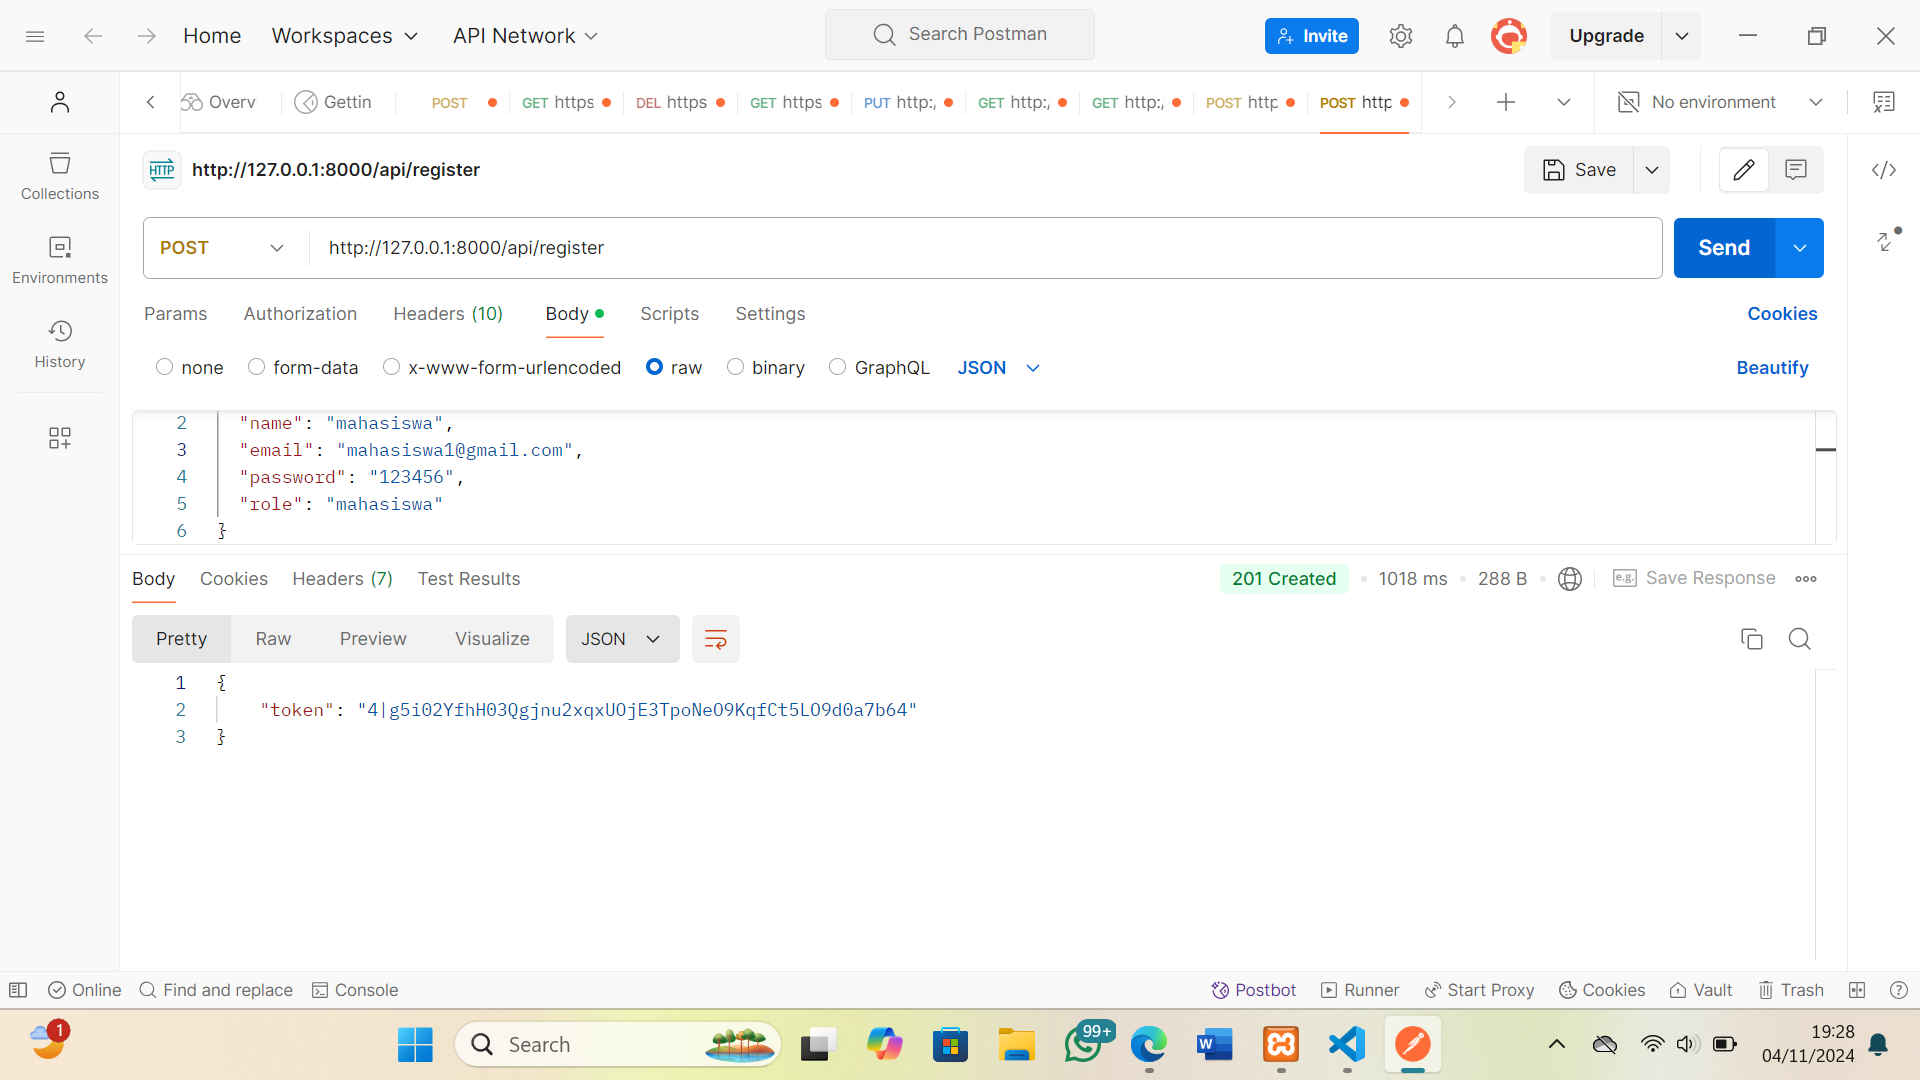 Home Workspaces API Network Search Postman Invite Upgrade
Overv Gettin POST GET https DEL https GET https PUT http:/ GET http:/ GET http:/ POST http POST http No environment
HTTP http://127.0.0.1:8000/api/register Save
Collections
POST http://127.0.0.1:8000/api/register Send
Environments
Params Authorization Headers (10) Body Scripts Settings Cookies
History
none form-data x-www-form-urlencoded raw binary GraphQL JSON Beautify
2 "name": "mahasiswa",
3 "email": "mahasiswa1@gmail.com",
4 "password": "123456",
5 "role": "mahasiswa"
6 }
Body Cookies Headers (7) Test Results 201 Created 1018 ms 288 B e.g. Save Response
Pretty Raw Preview Visualize JSON
1 {
2 "token": "4|g5i02YfhH03Qgjnu2xqxUOjE3TpoNeO9KqfCt5LO9d0a7b64"
3 }
Online Find and replace Console Postbot Runner Start Proxy Cookies Vault Trash
1 Search 99+ 19:28
04/11/2024